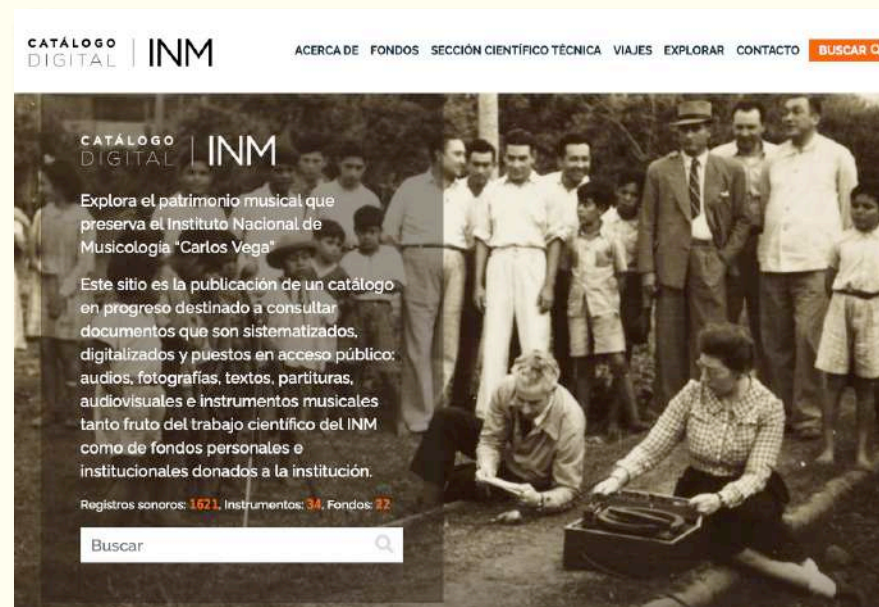 CATÁLOGO
DIGITAL
INM
ACERCA DE FONDOS SECCIÓN CIENTÍFICO TÉCNICA VIAJES EXPLORAR CONTACTO BUSCAR
CATÁLOGO
DIGITAL
INM
Explora el patrimonio musical que
preserva el Instituto Nacional de
Musicología "Carlos Vega"
Este sitio es la publicación de un catálogo
en progreso destinado a consultar
documentos que son sistematizados,
digitalizados y puestos en acceso público:
audios, fotografías, textos, partituras,
audiovisuales e instrumentos musicales
tanto fruto del trabajo científico del INM
como de fondos personales e
institucionales donados a la institución.
Registros sonoros: 1621, Instrumentos: 34, Fondos: 22
Buscar